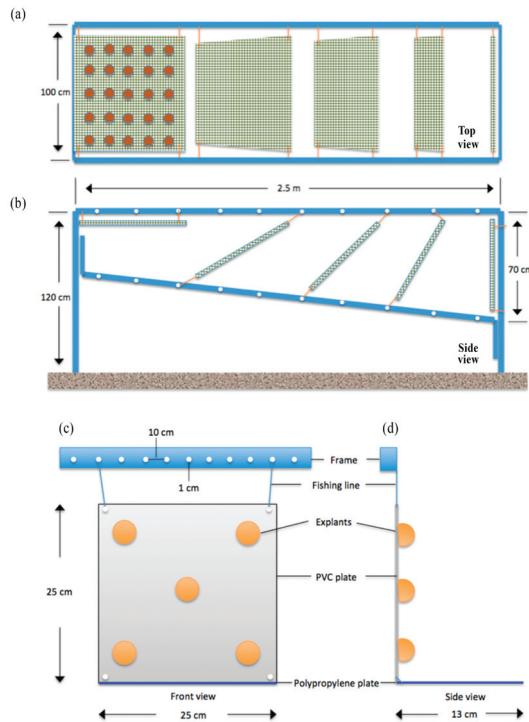 (a)
100 cm
Top
view
2.5 m
(b)
120 cm
70 cm
Side
view
(c)
(d)
10 cm
Frame
1 cm
Fishing line
Explants
25 cm
PVC plate
Polypropylene plate
Front view
Side view
25 cm
13 cm